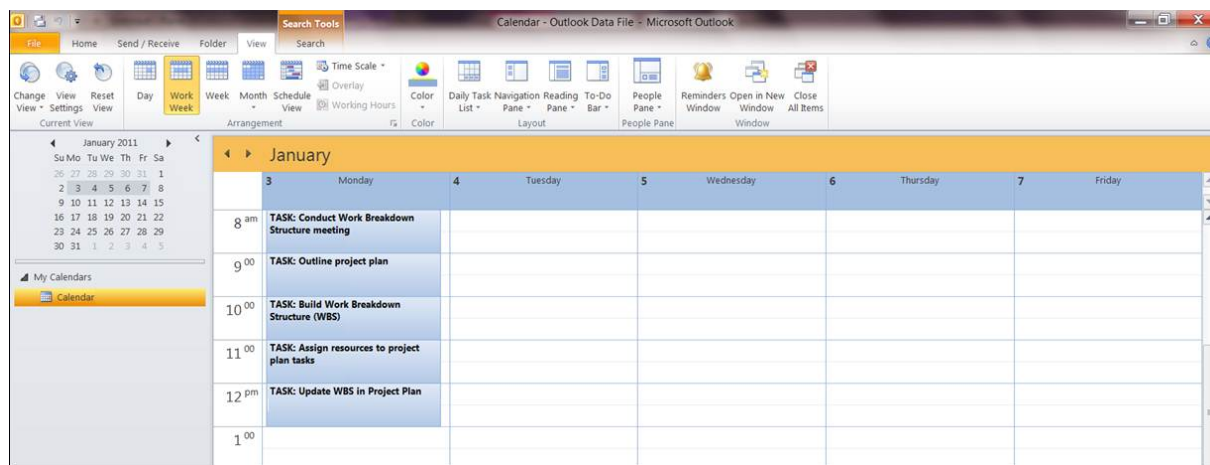 Search Tools
Calendar - Outlook Data File - Microsoft Outlook
File Home Send / Receive Folder View Search
Change View
View Settings
Reset View
Day
Work Week
Week
Month
Schedule View
Time Scale
Overlay
Working Hours
Color
Daily Task List
Navigation Pane
Reading Pane
To-Do Bar
People Pane
Reminders Window
Open in New Window
Close All Items
Current View Arrangement Color Layout People Pane Window
January 2011
Su Mo Tu We Th Fr Sa
26 27 28 29 30 31 1
2 3 4 5 6 7 8
9 10 11 12 13 14 15
16 17 18 19 20 21 22
23 24 25 26 27 28 29
30 31 1 2 3 4 5
My Calendars
Calendar
January
3 Monday 4 Tuesday 5 Wednesday 6 Thursday 7 Friday
8 am TASK: Conduct Work Breakdown
Structure meeting
9 00 TASK: Outline project plan
10 00 TASK: Build Work Breakdown
Structure (WBS)
11 00 TASK: Assign resources to project
plan tasks
12 pm TASK: Update WBS in Project Plan
1 00